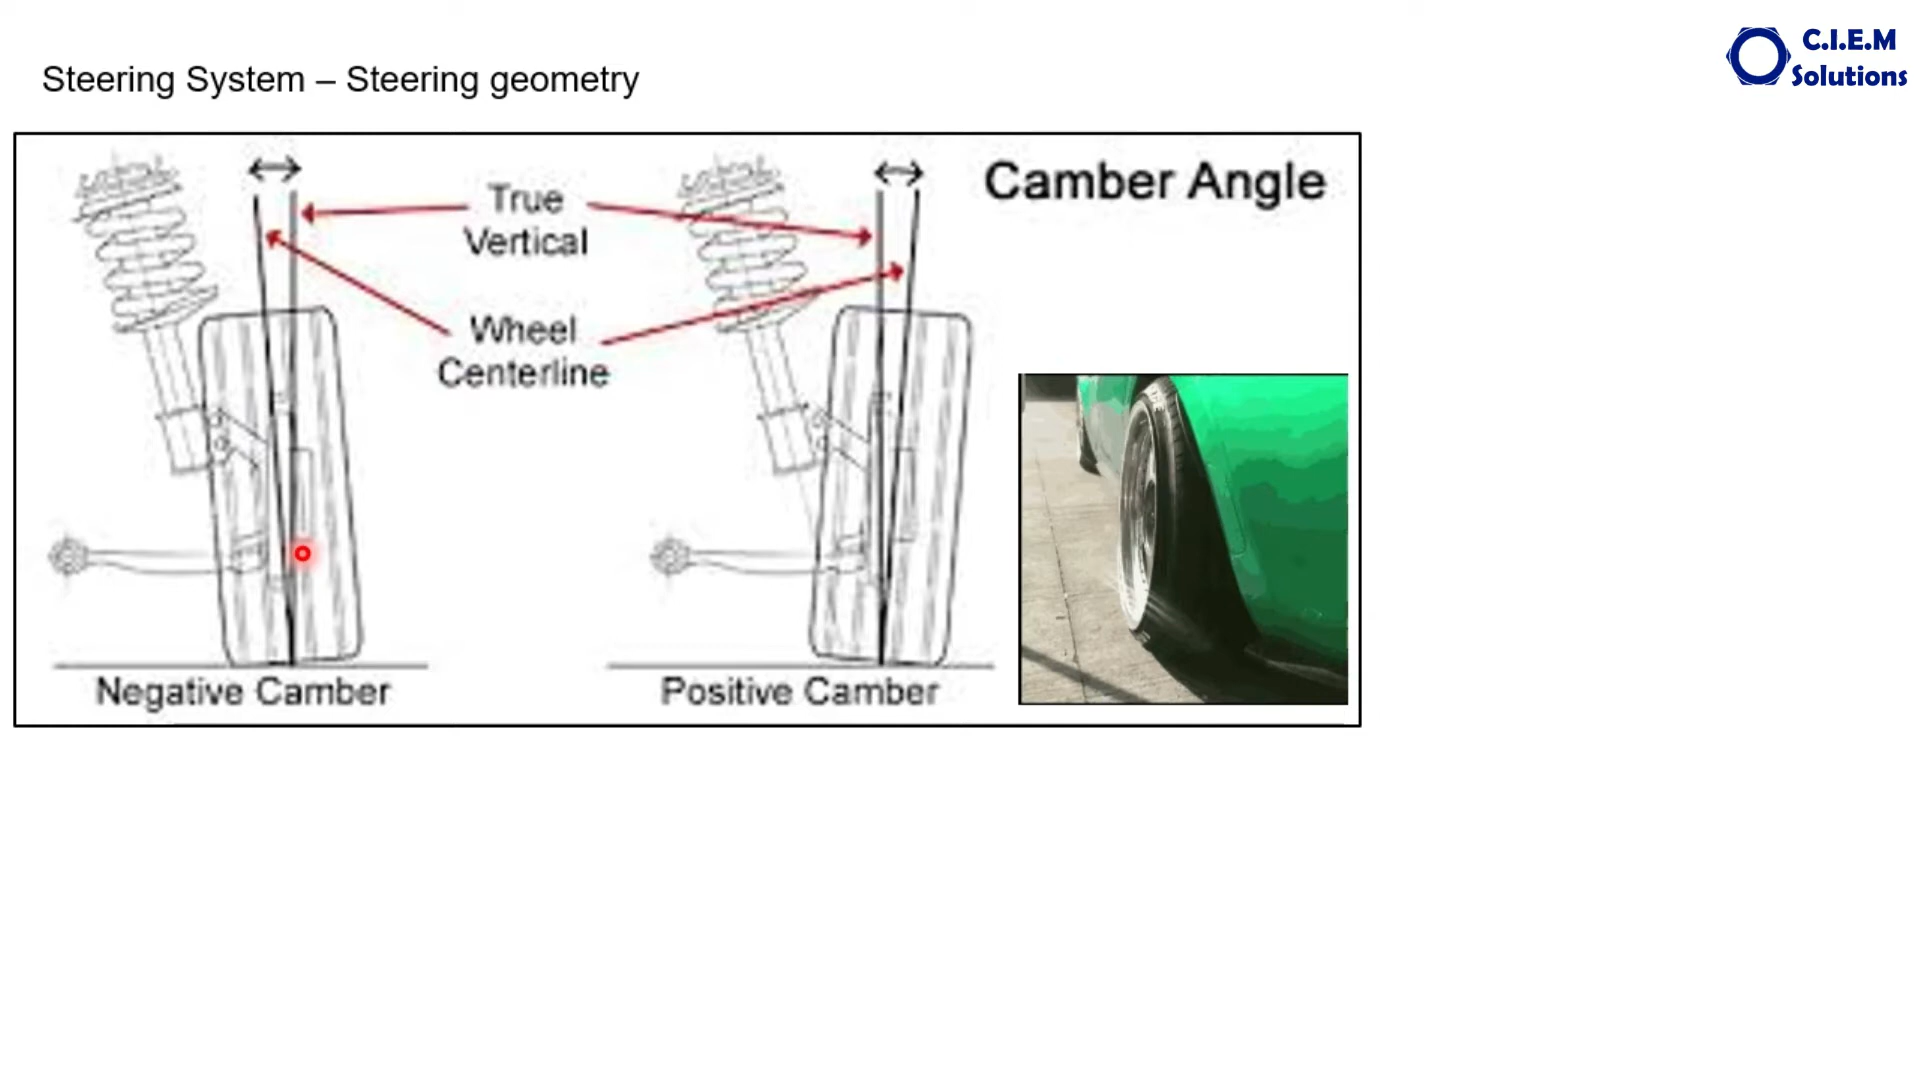 Steering System – Steering geometry
C.I.E.M
Solutions
Camber Angle
True
Vertical
Wheel
Centerline
Negative Camber
Positive Camber